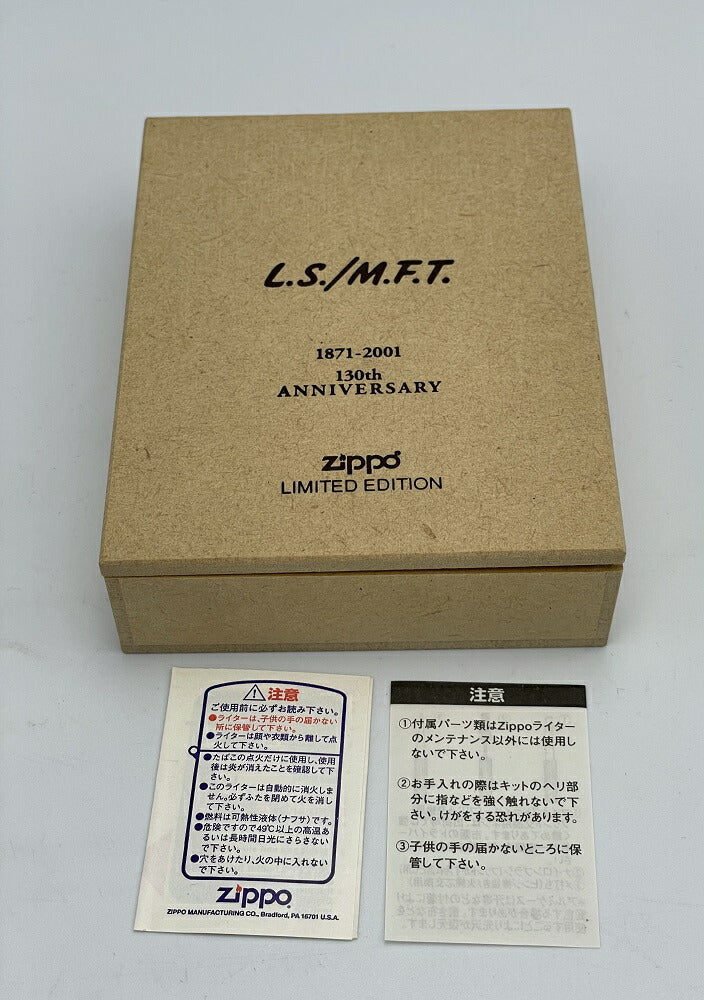 L.S./M.F.T.
1871-2001
130th
ANNIVERSARY
zippo
LIMITED EDITION
注意
ご使用前に必ずお読み下さい。
●ライターは、子供の手の届かない
所に保管して下さい。
●ライターは顔や衣類から離して点
火して下さい。
●たばこの点火だけに使用し、使用
後は炎が消えたことを確認して下
さい。
●このライターは自動的に消火しま
せん。必ずふたを閉めて火を消し
て下さい。
●燃料は可熱性液体(ナフサ)です。
●危険ですので49℃以上の高温あ
るいは長時間日光にさらさない
で下さい。
●穴をあけたり、火の中に入れない
で下さい。
zippo
ZIPPO MANUFACTURING CO., Bradford, PA 16701 U.S.A.
注意
①付属パーツ類はZippoライター
のメンテナンス以外には使用し
ないで下さい。
②お手入れの際はキットのヘリ部
分に指などを強く触れないで下
さい。けがをする恐れがあります。
③子供の手の届かないところに保
管して下さい。